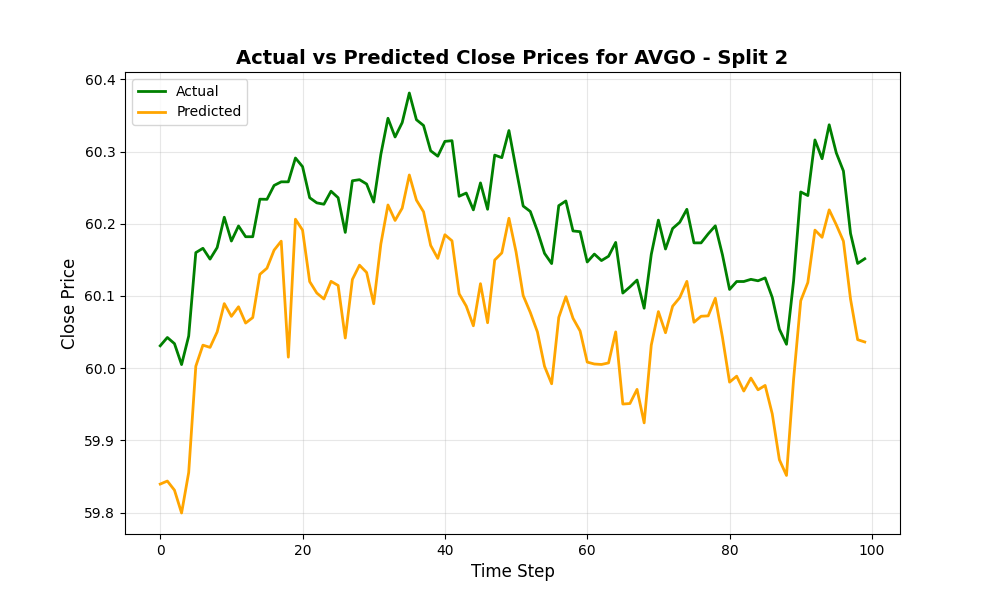 Actual vs Predicted Close Prices for AVGO - Split 2
Actual
Predicted
Close Price
60.4
60.3
60.2
60.1
60.0
59.9
59.8
0 20 40 60 80 100
Time Step